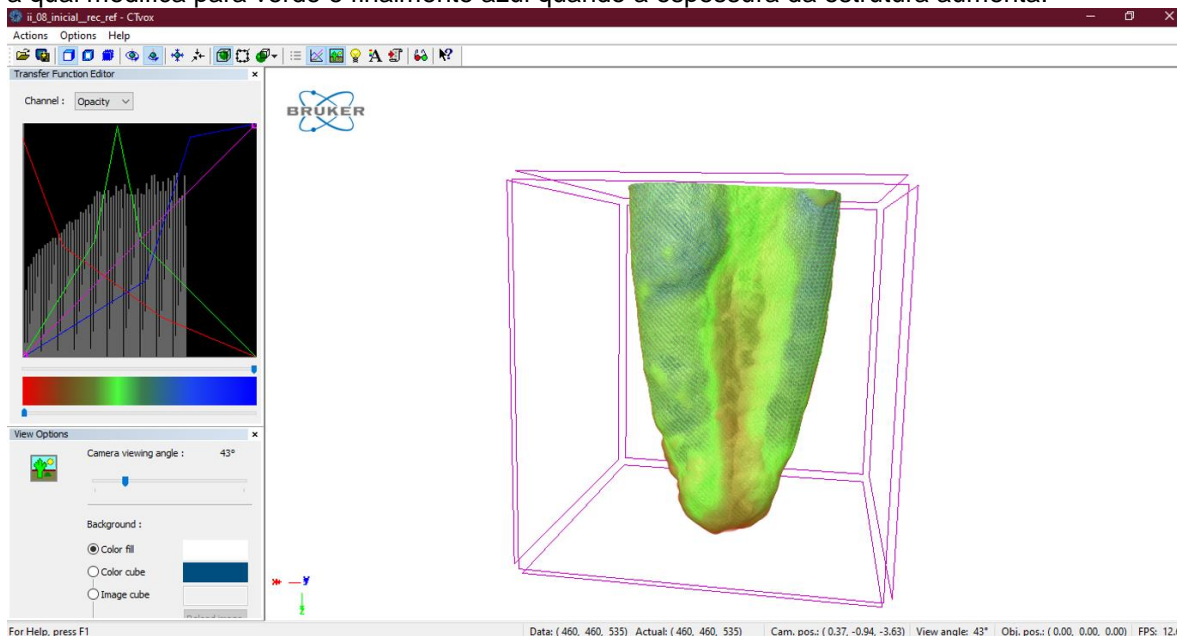 a qual modifica para verde e finalmente azul quando a espessura da estrutura aumenta.
ii_08_inicial__rec_ref - CTvox
Actions Options Help
Transfer Function Editor
Channel : Opacity
BRUKER
View Options
Camera viewing angle : 43°
Background :
Color fill
Color cube
Image cube
For Help, press F1
Data: ( 460, 460, 535) Actual: ( 460, 460, 535) Cam. pos.: ( 0.37, -0.94, -3.63) View angle: 43° Obj. pos.: ( 0.00, 0.00, 0.00) FPS: 12.